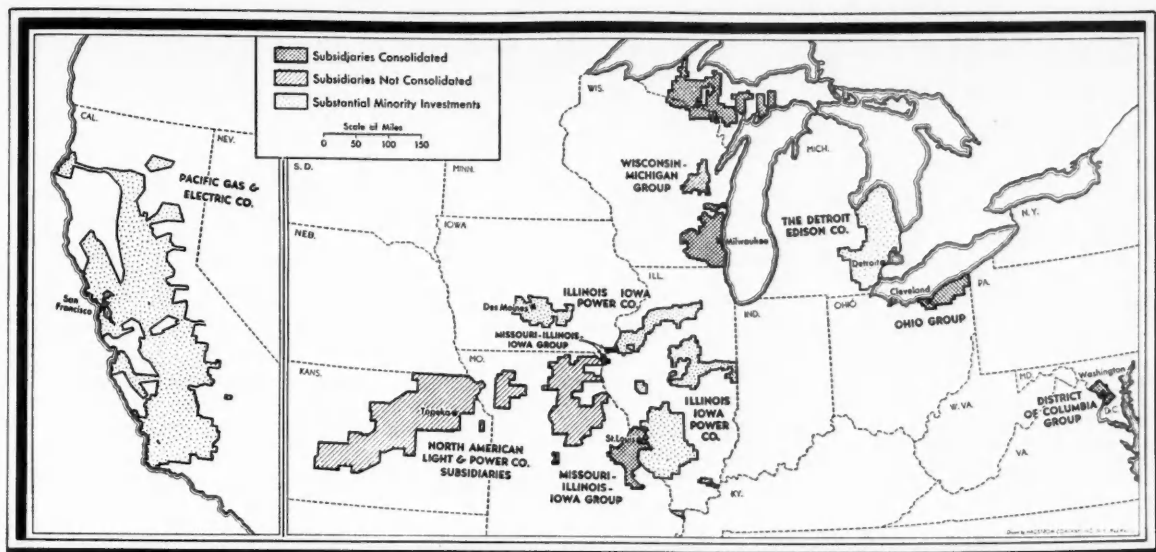 Subsidiaries Consolidated
Subsidiaries Not Consolidated
Substantial Minority Investments
Scale of Miles
0 50 100 150
CAL.
NEV.
PACIFIC GAS &
ELECTRIC CO.
San
Francisco
S. D.
MINN.
WIS.
MICH.
WISCONSIN-
MICHIGAN
GROUP
Milwaukee
THE DETROIT
EDISON CO.
Detroit
N. Y.
NEB.
IOWA
ILL.
Des Moines
ILLINOIS IOWA
POWER CO.
MISSOURI-ILLINOIS
IOWA GROUP
IND.
OHIO
Cleveland
OHIO GROUP
PA.
KANS.
MO.
Topeka
NORTH AMERICAN
LIGHT & POWER CO.
SUBSIDIARIES
St. Louis
MISSOURI-
ILLINOIS-
IOWA GROUP
ILLINOIS
IOWA
POWER
CO.
KY.
W. VA.
VA.
MD.
Washington
DISTRICT
OF COLUMBIA
GROUP
D.C.